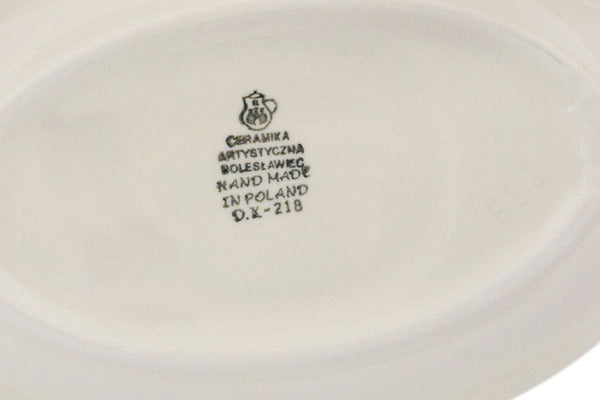 B
CERAMIKA
ARTYSTYCZNA
BOLESŁAWIEC
HAND MADE
IN POLAND
D.X-218